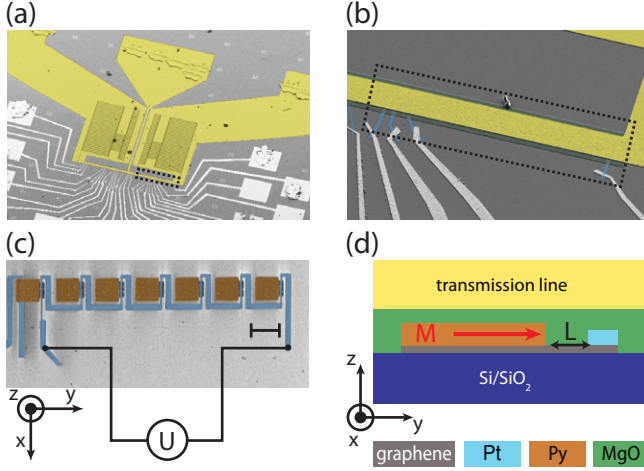 (a)
(b)
(c)
(d)
z
y
x
U
transmission line
M
L
Si/SiO₂
z
x
y
graphene
Pt
Py
MgO